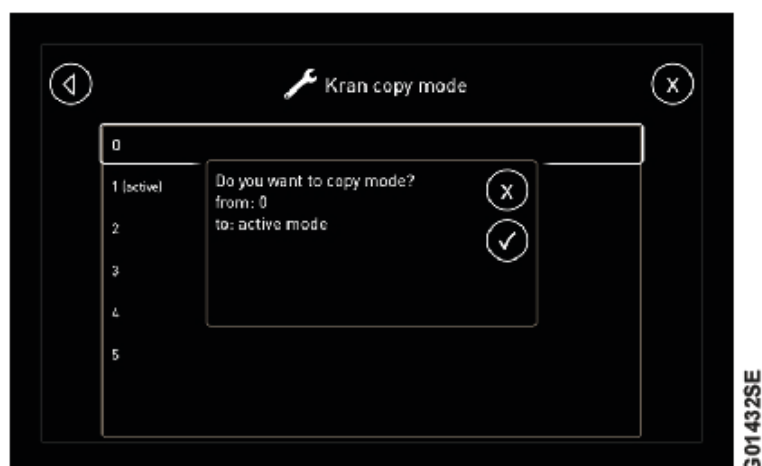 Kran copy mode
X
0
1 (active)
Do you want to copy mode?
from: 0
to: active mode
X
2
3
4
5
G01432SE